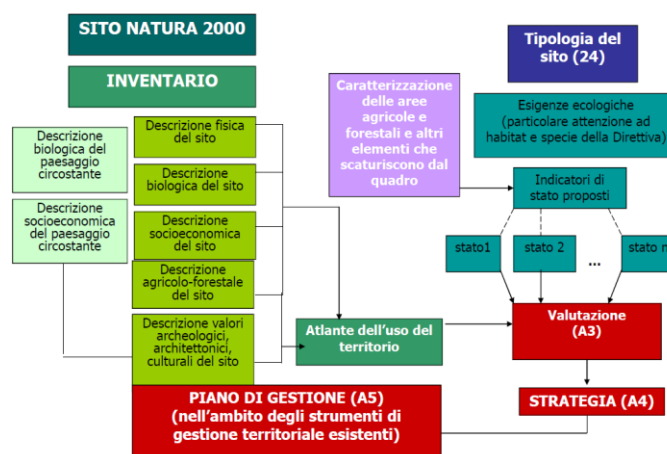 SITO NATURA 2000
INVENTARIO
Descrizione
biologica del
paesaggio
circostante
Descrizione
socioeconomica
del paesaggio
circostante
Descrizione fisica
del sito
Descrizione
biologica del sito
Descrizione
socioeconomica
del sito
Descrizione
agricolo-forestale
del sito
Descrizione valori
archeologici,
architettonici,
culturali del sito
Caratterizzazione
delle aree
agricole e
forestali e altri
elementi che
scaturiscono dal
quadro
Tipologia del
sito (24)
Esigenze ecologiche
(particolare attenzione ad
habitat e specie della Direttiva)
Indicatori di
stato proposti
stato1
stato 2
...
stato n
Atlante dell'uso del
territorio
Valutazione
(A3)
STRATEGIA (A4)
PIANO DI GESTIONE (A5)
(nell'ambito degli strumenti di
gestione territoriale esistenti)